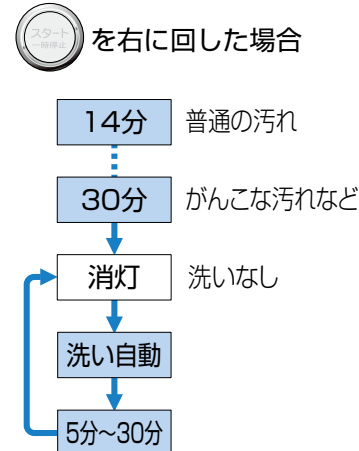 スタート
一時停止
を右に回した場合
14分 普通の汚れ
30分 がんこな汚れなど
消灯 洗いなし
洗い自動
5分~30分